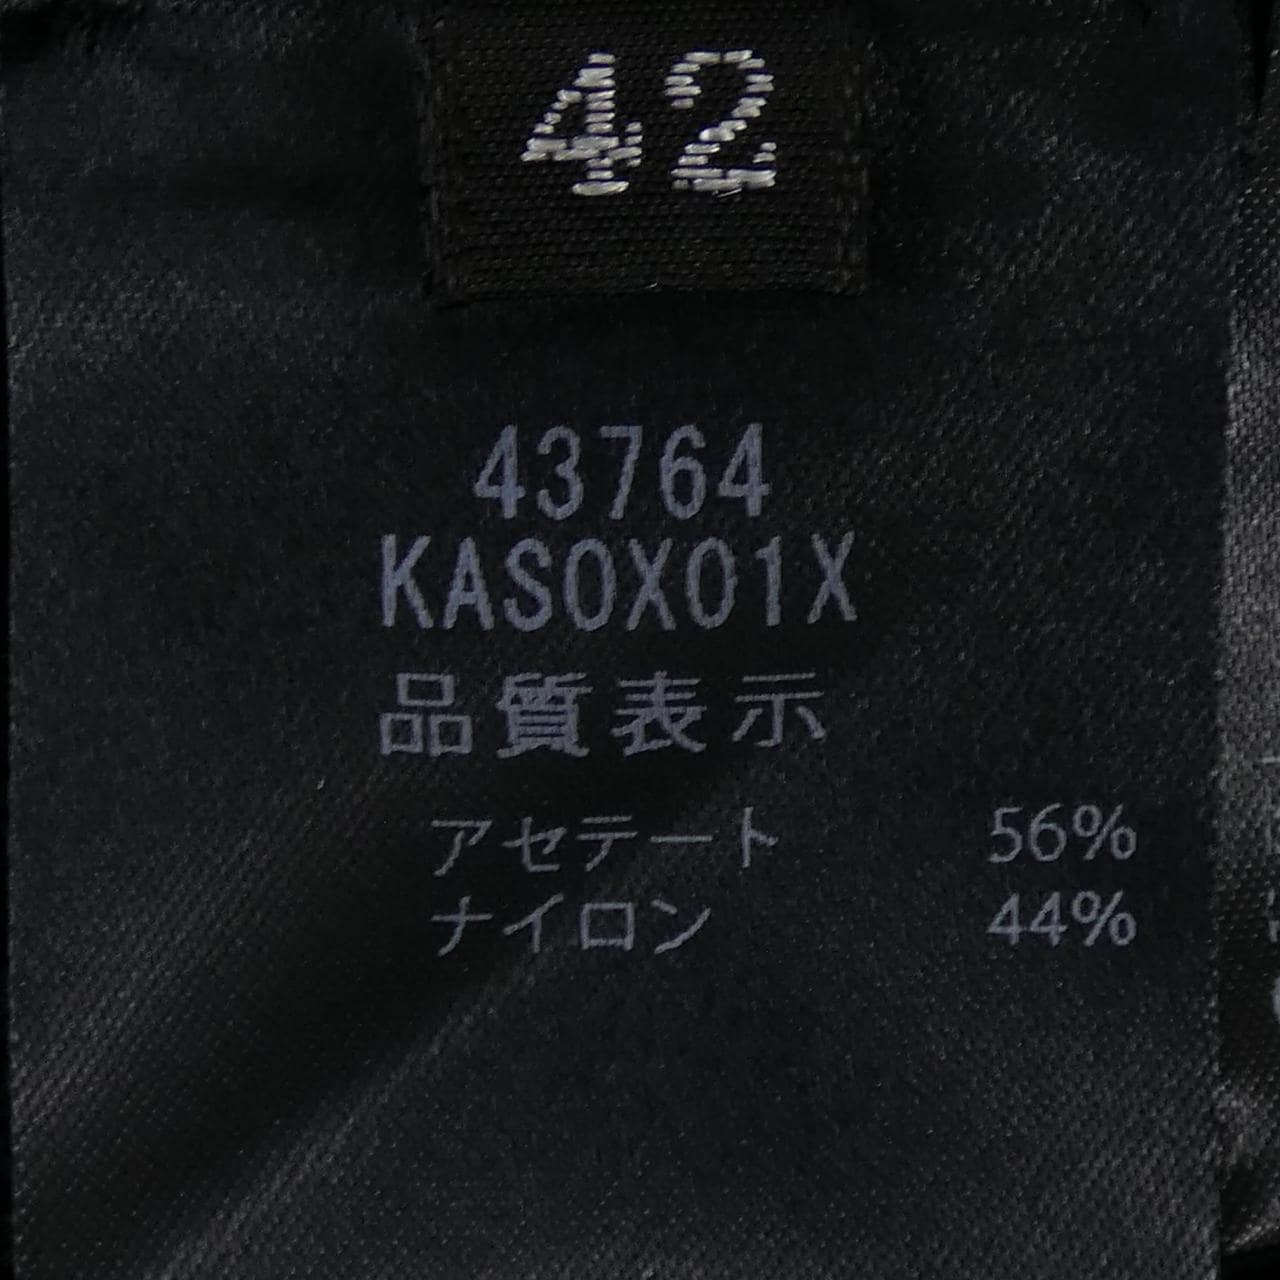 42
43764
KASOX01X
品質表示
アセテート 56%
ナイロン 44%